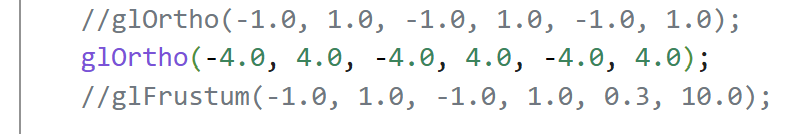 //glOrtho(-1.0, 1.0, -1.0, 1.0, -1.0, 1.0);
glOrtho(-4.0, 4.0, -4.0, 4.0, -4.0, 4.0);
//glFrustum(-1.0, 1.0, -1.0, 1.0, 0.3, 10.0);